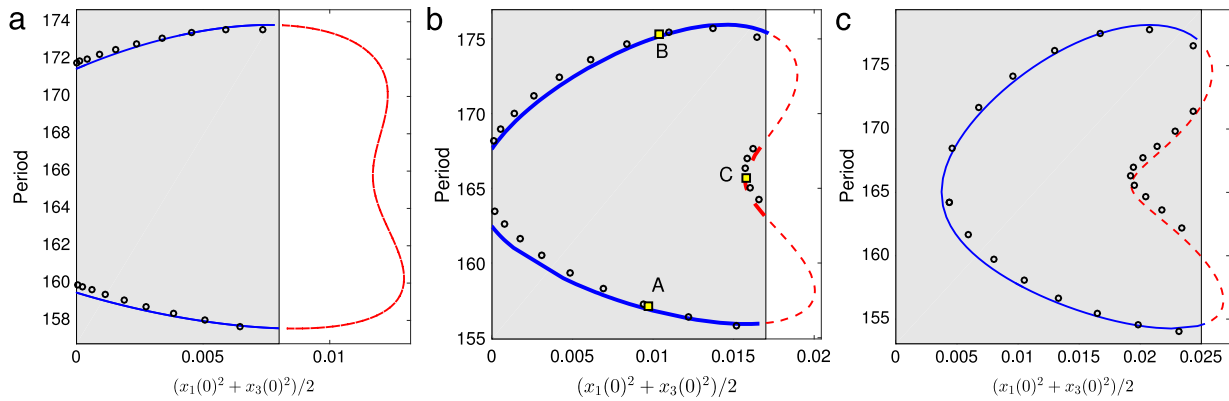 a
174
172
170
168
166
164
162
160
158
Period
0
0.005
0.01
(x₁(0)² + x₃(0)²)/2
b
175
170
165
160
155
Period
B
C
A
0
0.005
0.01
0.015
0.02
(x₁(0)² + x₃(0)²)/2
c
175
170
165
160
155
Period
0
0.005
0.01
0.015
0.02
0.025
(x₁(0)² + x₃(0)²)/2